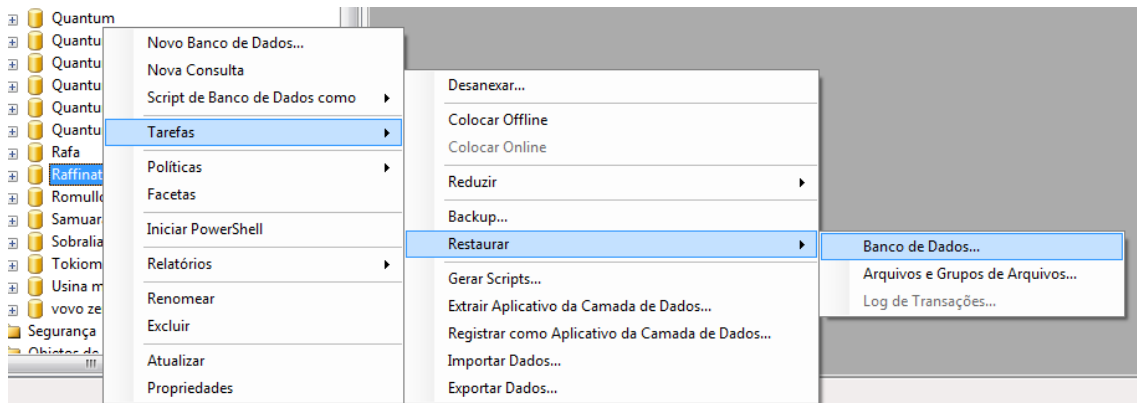 Quantum
Quantu
Quantu
Quantu
Quantu
Quantu
Rafa
Raffinat
Romullo
Samuar
Sobralia
Tokiom
Usina m
vovo ze
Segurança
Novo Banco de Dados...
Nova Consulta
Script de Banco de Dados como
Tarefas
Políticas
Facetas
Iniciar PowerShell
Relatórios
Renomear
Excluir
Atualizar
Propriedades
Desanexar...
Colocar Offline
Colocar Online
Reduzir
Backup...
Restaurar
Gerar Scripts...
Extrair Aplicativo da Camada de Dados...
Registrar como Aplicativo da Camada de Dados...
Importar Dados...
Exportar Dados...
Banco de Dados...
Arquivos e Grupos de Arquivos...
Log de Transações...